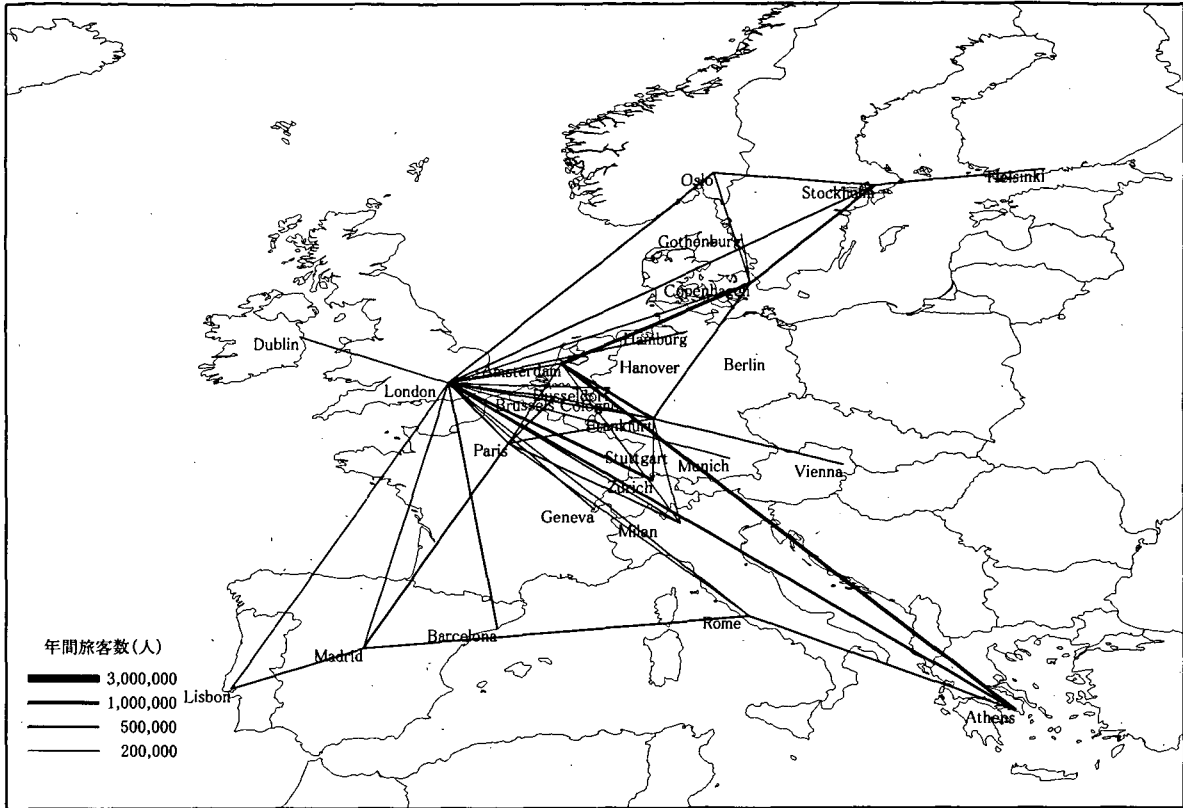 Oslo
Stockholm
Helsinki
Gothenburg
Copenhagen
Dublin
Hamburg
Amsterdam
Hanover
Berlin
London
Dusseldorf
Brussels Cologne
Frankfurt
Paris
Stuttgart
Munich
Vienna
Zurich
Geneva
Milan
Rome
Barcelona
Madrid
Lisbon
Athens
年間旅客数(人)
3,000,000
1,000,000
500,000
200,000